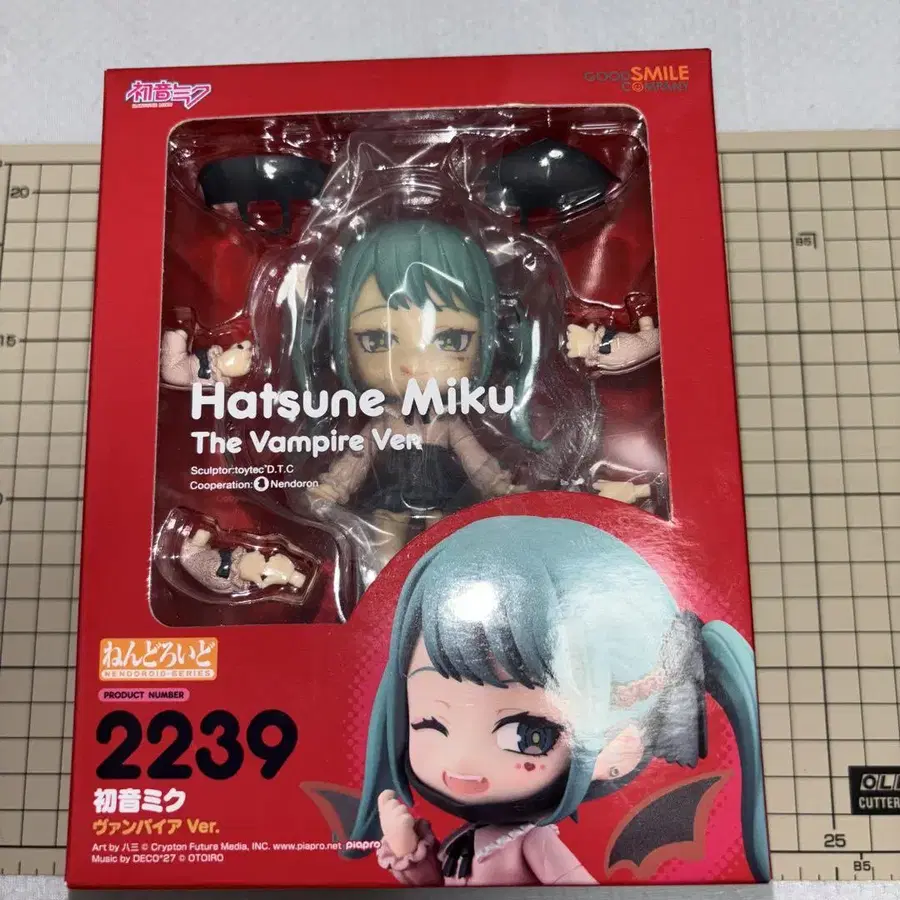 初音ミク
HATSUNE MIKU
GOODSMILE
COMPANY
20
85
15
Hatsune Miku
The Vampire Ver.
Sculptor:toytec°D.T.C
Cooperation: Nendoron
ねんどろいど
NENDOROID-SERIES
PRODUCT NUMBER
2239
初音ミク
ヴァンパイア Ver.
Art by 八三 © Crypton Future Media, INC. www.piapro.net piapro
Music by DECO*27 © OTOIRO
CUTTER
25